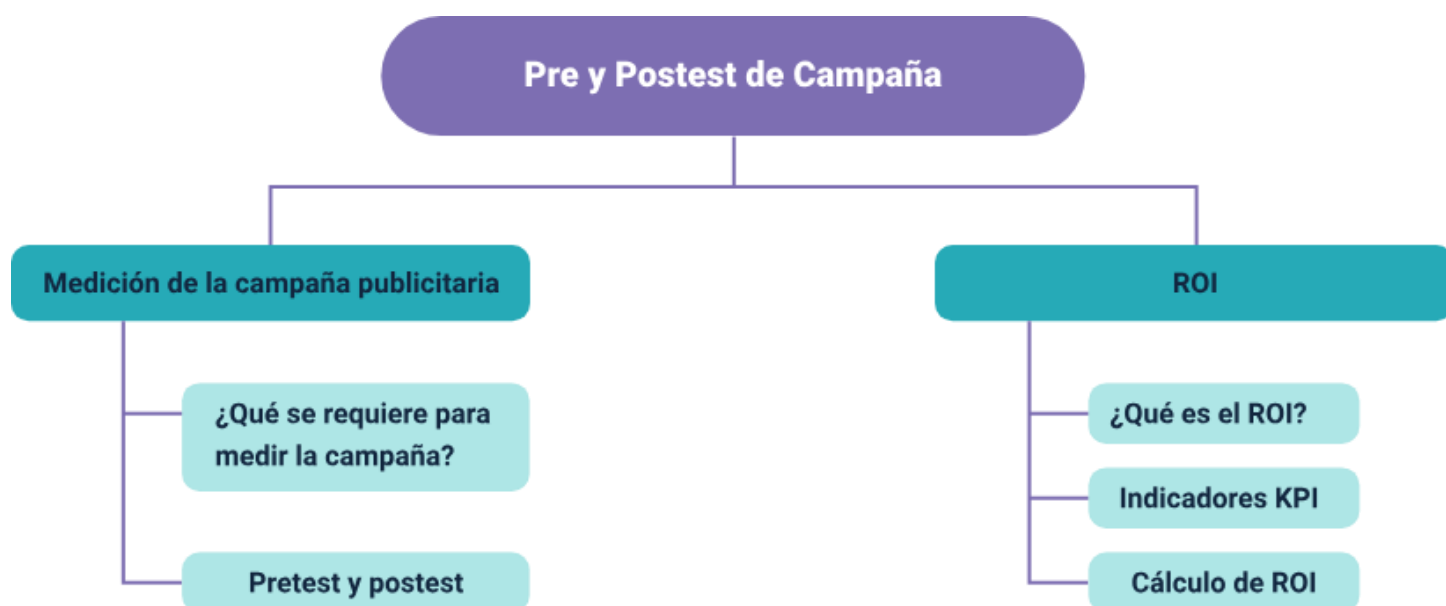 Pre y Postest de Campaña
Medición de la campaña publicitaria
¿Qué se requiere para
medir la campaña?
Pretest y postest
ROI
¿Qué es el ROI?
Indicadores KPI
Cálculo de ROI